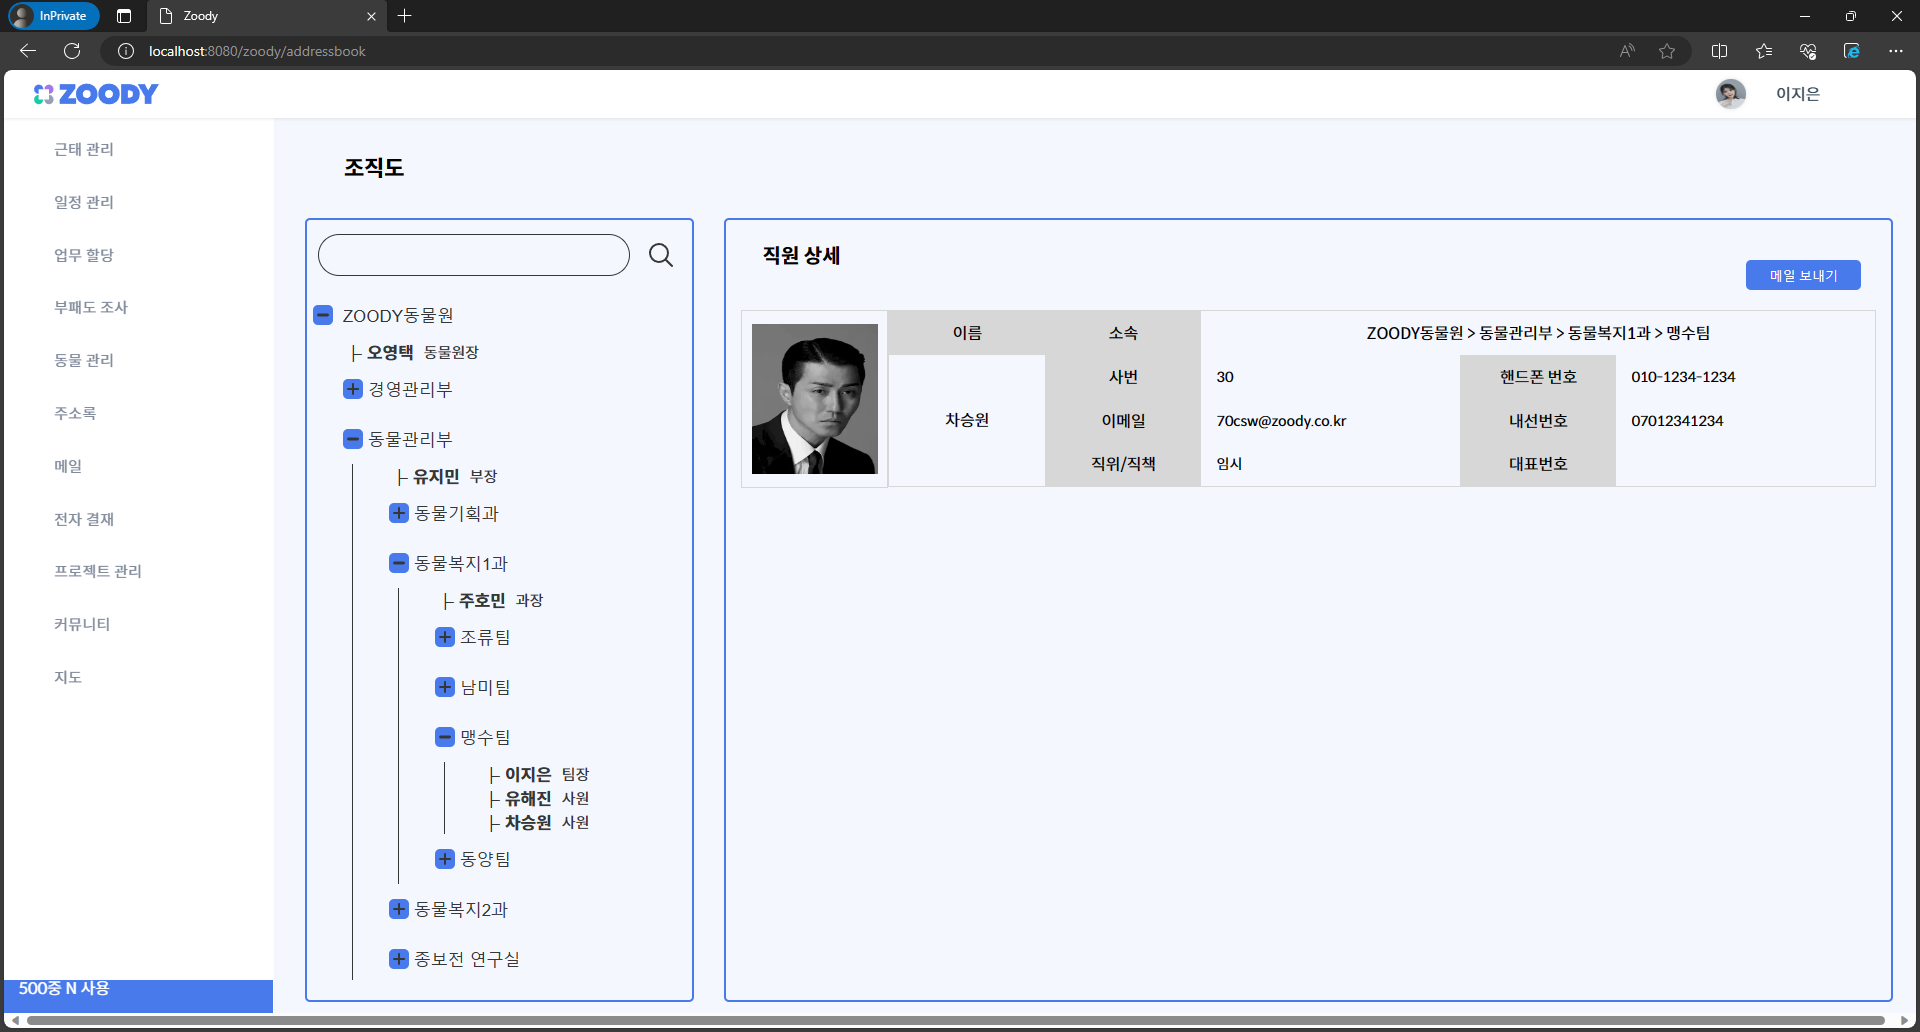 InPrivate
Zoody
localhost:8080/zoody/addressbook
ZOODY
이지은
근태 관리
일정 관리
업무 할당
부패도 조사
동물 관리
주소록
메일
전자 결재
프로젝트 관리
커뮤니티
지도
500중 N 사용
조직도
ZOODY동물원
├ 오영택 동물원장
경영관리부
동물관리부
├ 유지민 부장
동물기획과
동물복지1과
├ 주호민 과장
조류팀
남미팀
맹수팀
├ 이지은 팀장
├ 유해진 사원
├ 차승원 사원
동양팀
동물복지2과
종보전 연구실
직원 상세
메일 보내기
이름 소속 ZOODY동물원 > 동물관리부 > 동물복지1과 > 맹수팀
사번 30 핸드폰 번호 010-1234-1234
차승원 이메일 70csw@zoody.co.kr 내선번호 07012341234
직위/직책 임시 대표번호